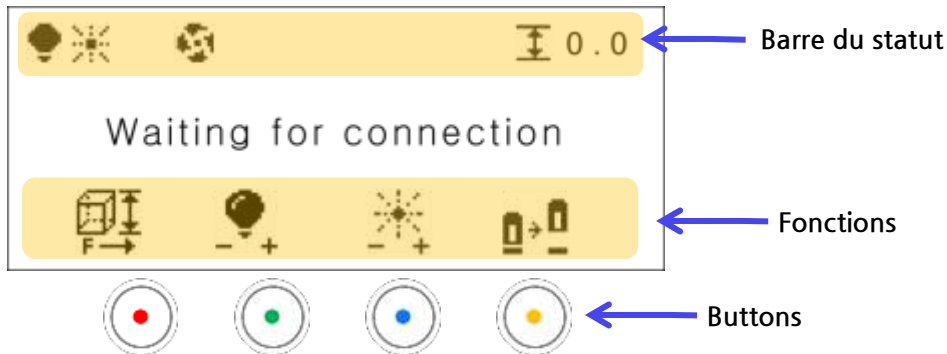 0.0
Barre du statut
Waiting for connection
F
- +
- +
Fonctions
Buttons